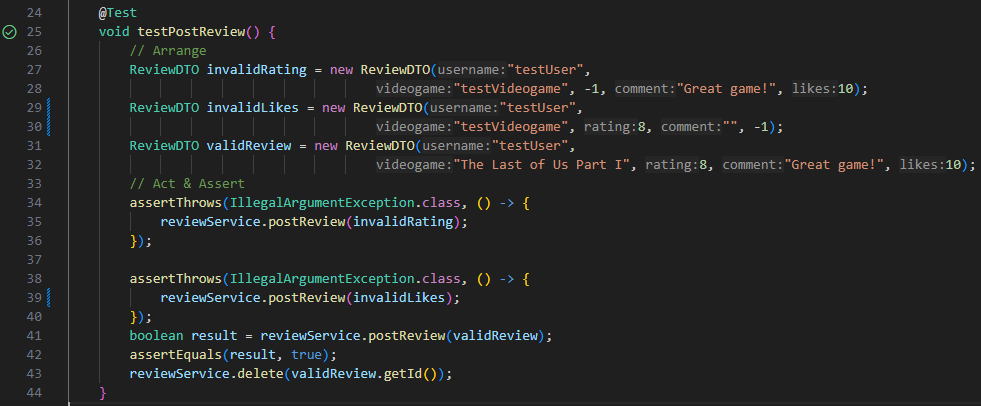 24 @Test
25 void testPostReview() {
26 // Arrange
27 ReviewDTO invalidRating = new ReviewDTO(username:"testUser",
28 videogame:"testVideogame", -1, comment:"Great game!", likes:10);
29 ReviewDTO invalidLikes = new ReviewDTO(username:"testUser",
30 videogame:"testVideogame", rating:8, comment:"", -1);
31 ReviewDTO validReview = new ReviewDTO(username:"testUser",
32 videogame:"The Last of Us Part I", rating:8, comment:"Great game!", likes:10);
33 // Act & Assert
34 assertThrows(IllegalArgumentException.class, () -> {
35 reviewService.postReview(invalidRating);
36 });
37
38 assertThrows(IllegalArgumentException.class, () -> {
39 reviewService.postReview(invalidLikes);
40 });
41 boolean result = reviewService.postReview(validReview);
42 assertEquals(result, true);
43 reviewService.delete(validReview.getId());
44 }